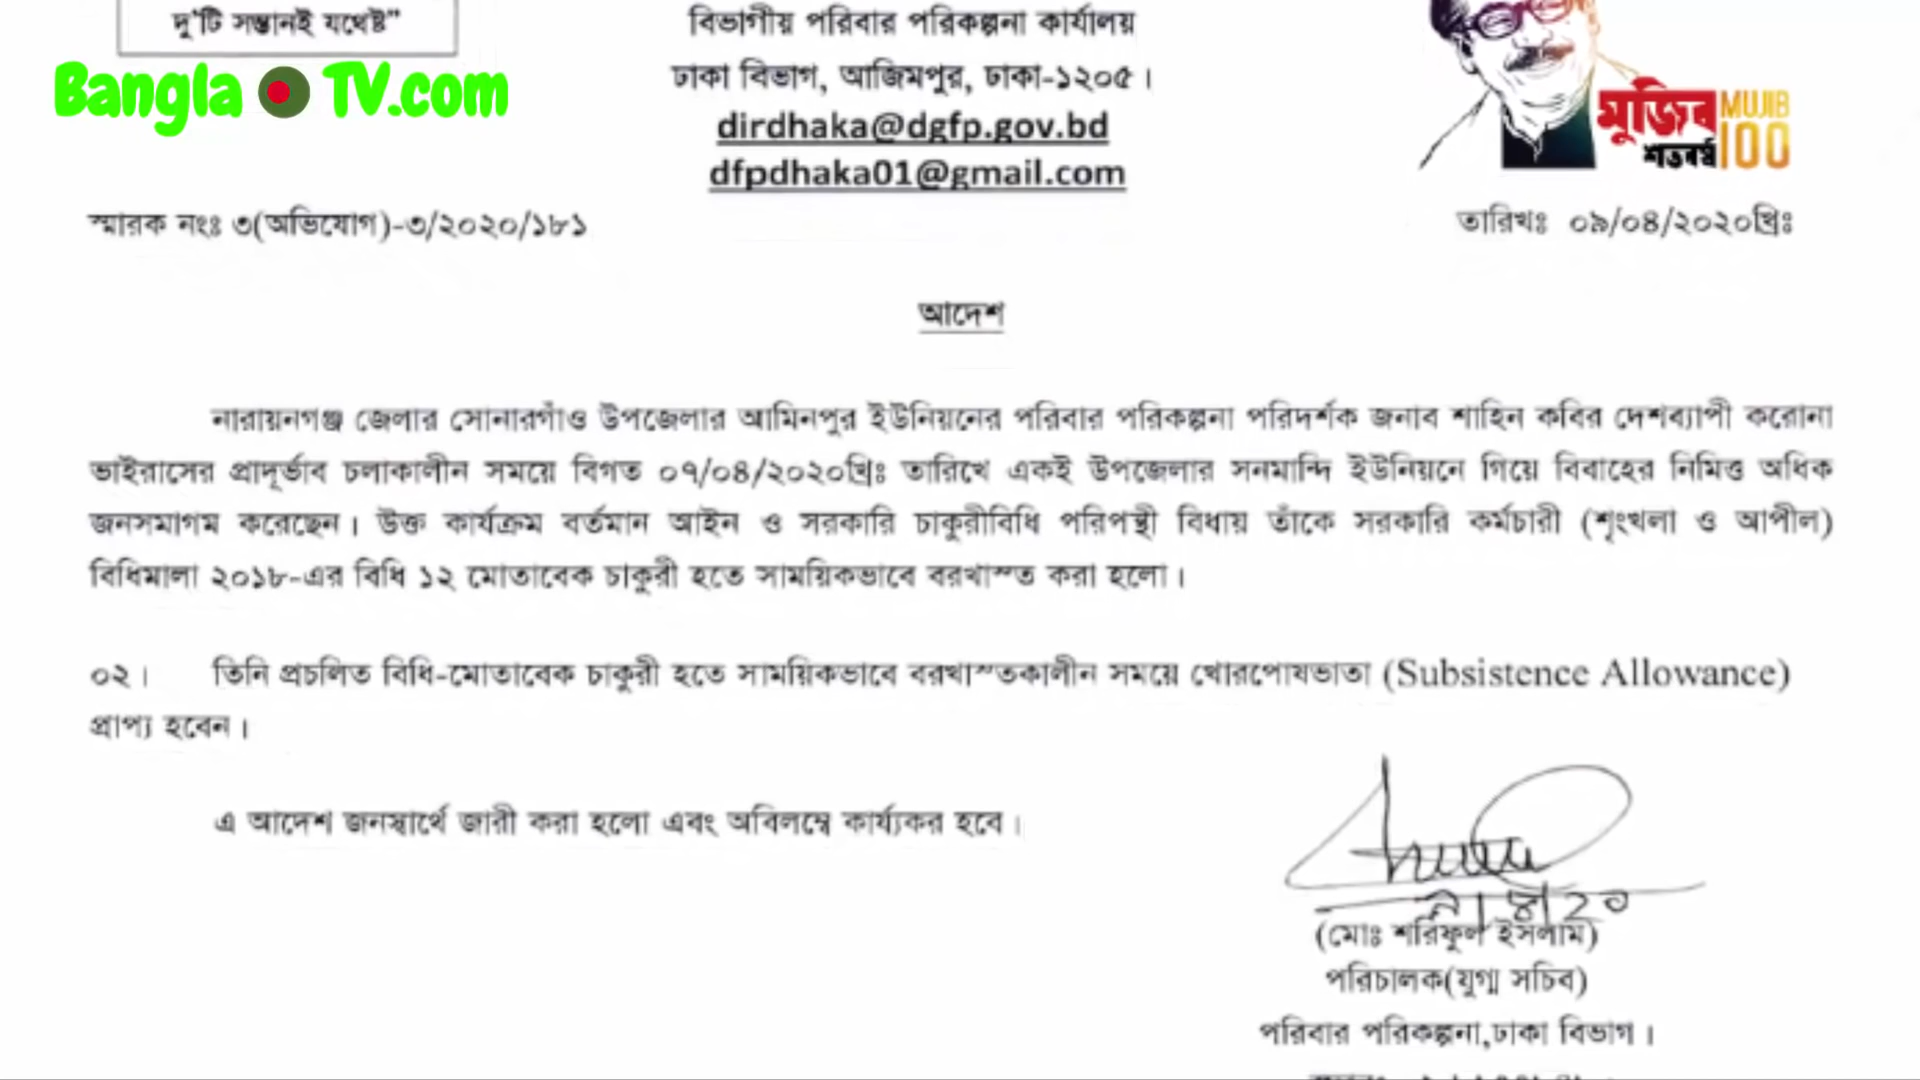 দু'টি সন্তানই যথেষ্ট"
Bangla TV.com
বিভাগীয় পরিবার পরিকল্পনা কার্যালয়
ঢাকা বিভাগ, আজিমপুর, ঢাকা-১২০৫।
dirdhaka@dgfp.gov.bd
dfpdhaka01@gmail.com
মুজিব MUJIB
শতবর্ষ 100
স্মারক নংঃ ৩(অভিযোগ)-৩/২০২০/১৮১
তারিখঃ ০৯/০৪/২০২০খ্রিঃ
আদেশ
নারায়নগঞ্জ জেলার সোনারগাঁও উপজেলার আমিনপুর ইউনিয়নের পরিবার পরিকল্পনা পরিদর্শক জনাব শাহিন কবির দেশব্যাপী করোনা
ভাইরাসের প্রাদূর্ভাব চলাকালীন সময়ে বিগত ০৭/০৪/২০২০খ্রিঃ তারিখে একই উপজেলার সনমান্দি ইউনিয়নে গিয়ে বিবাহের নিমিত্ত অধিক
জনসমাগম করেছেন। উক্ত কার্যক্রম বর্তমান আইন ও সরকারি চাকুরীবিধি পরিপন্থী বিধায় তাঁকে সরকারি কর্মচারী (শৃংখলা ও আপীল)
বিধিমালা ২০১৮-এর বিধি ১২ মোতাবেক চাকুরী হতে সাময়িকভাবে বরখাস্ত করা হলো।
০২। তিনি প্রচলিত বিধি-মোতাবেক চাকুরী হতে সাময়িকভাবে বরখাস্তকালীন সময়ে খোরপোষভাতা (Subsistence Allowance)
প্রাপ্য হবেন।
এ আদেশ জনস্বার্থে জারী করা হলো এবং অবিলম্বে কার্য্যকর হবে।
(মোঃ শরিফুল ইসলাম)
পরিচালক(যুগ্ম সচিব)
পরিবার পরিকল্পনা,ঢাকা বিভাগ।